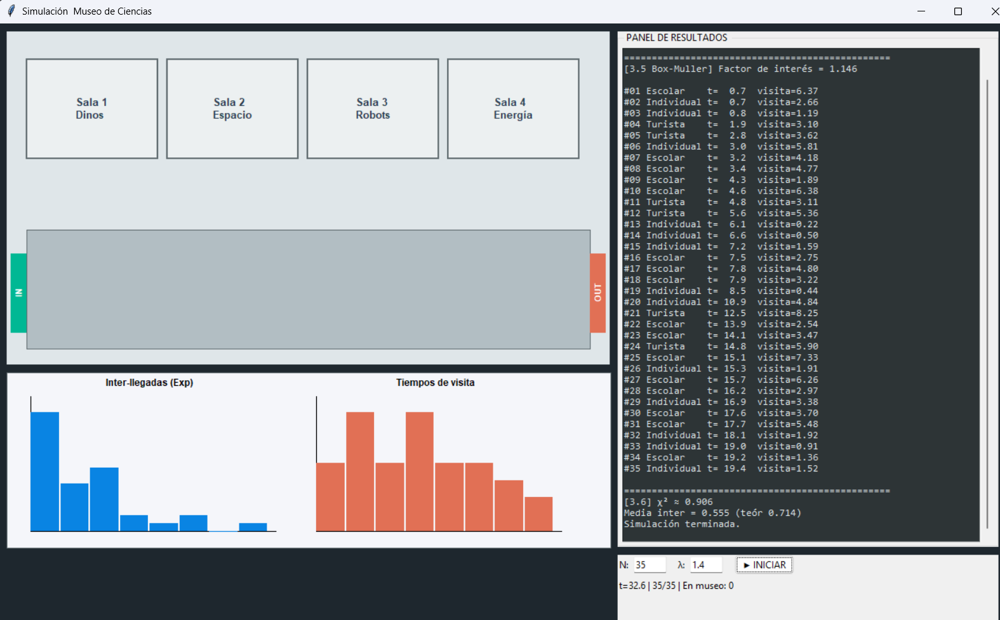 Simulación  Museo de Ciencias
Sala 1
Dinos
Sala 2
Espacio
Sala 3
Robots
Sala 4
Energía
IN
OUT
Inter-llegadas (Exp)
Tiempos de visita
PANEL DE RESULTADOS
================================================
[3.5 Box-Muller] Factor de interés = 1.146
#01 Escolar    t=  0.7  visita=6.37
#02 Individual t=  0.7  visita=2.66
#03 Individual t=  0.8  visita=1.19
#04 Turista    t=  1.9  visita=3.10
#05 Turista    t=  2.8  visita=3.62
#06 Individual t=  3.0  visita=5.81
#07 Escolar    t=  3.2  visita=4.18
#08 Escolar    t=  3.4  visita=4.77
#09 Escolar    t=  4.3  visita=1.89
#10 Escolar    t=  4.6  visita=6.38
#11 Turista    t=  4.8  visita=3.11
#12 Turista    t=  5.6  visita=5.36
#13 Individual t=  6.1  visita=0.22
#14 Individual t=  6.6  visita=0.50
#15 Individual t=  7.2  visita=1.59
#16 Escolar    t=  7.5  visita=2.75
#17 Escolar    t=  7.8  visita=4.80
#18 Escolar    t=  7.9  visita=3.22
#19 Individual t=  8.5  visita=0.44
#20 Individual t= 10.9  visita=4.84
#21 Turista    t= 12.5  visita=8.25
#22 Escolar    t= 13.9  visita=2.54
#23 Escolar    t= 14.1  visita=3.47
#24 Turista    t= 14.8  visita=5.90
#25 Escolar    t= 15.1  visita=7.33
#26 Individual t= 15.3  visita=1.91
#27 Escolar    t= 15.7  visita=6.26
#28 Escolar    t= 16.2  visita=2.97
#29 Individual t= 16.9  visita=3.38
#30 Escolar    t= 17.6  visita=3.70
#31 Escolar    t= 17.7  visita=5.48
#32 Individual t= 18.1  visita=1.92
#33 Individual t= 19.0  visita=0.91
#34 Escolar    t= 19.2  visita=1.36
#35 Individual t= 19.4  visita=1.52
================================================
[3.6] χ² ≈ 0.906
Media inter = 0.555 (teór 0.714)
Simulación terminada.
N: 35 λ: 1.4 ► INICIAR
t=32.6 | 35/35 | En museo: 0